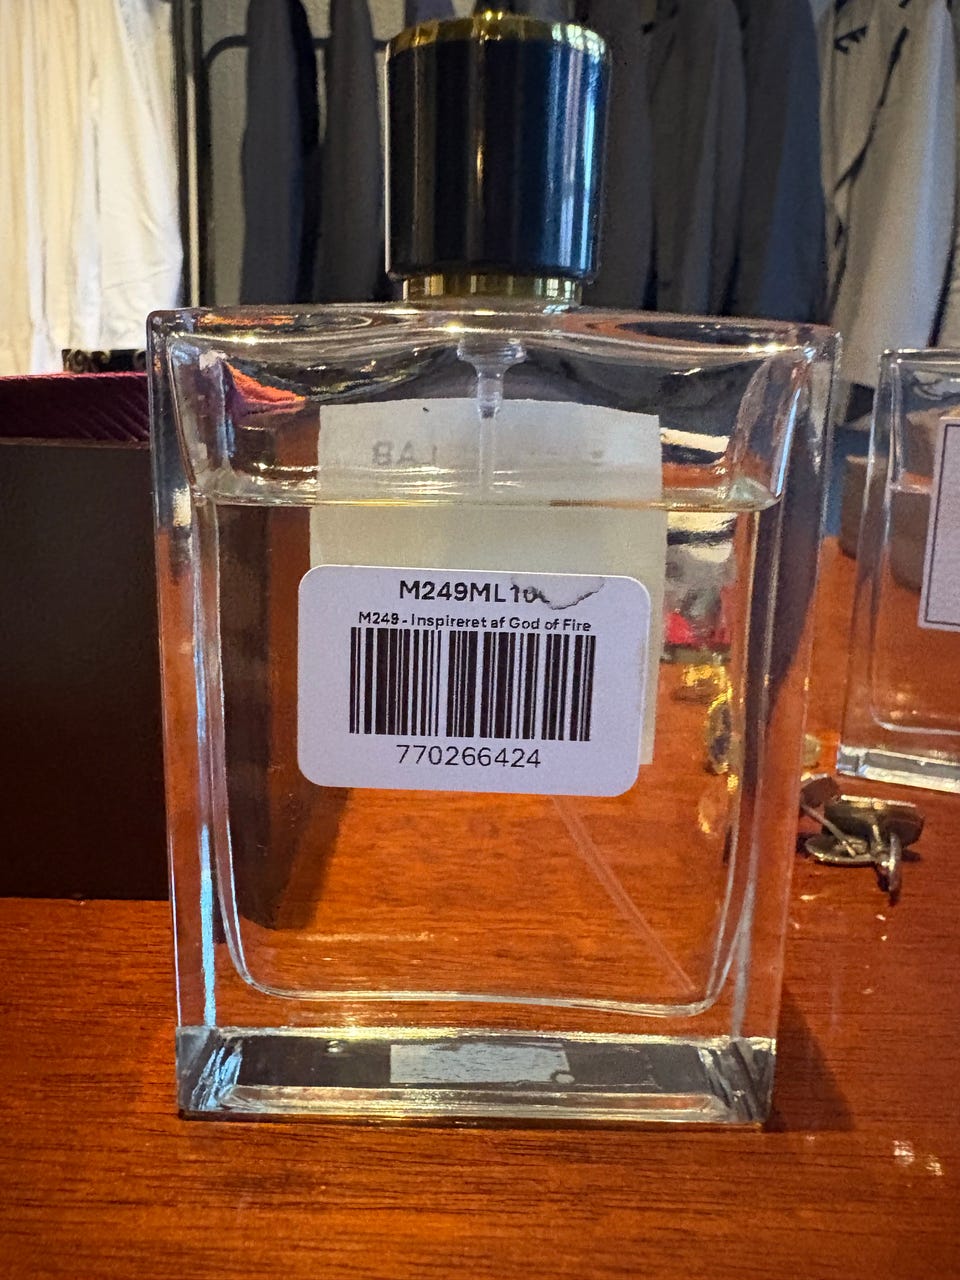 M249ML10
M249 - Inspireret af God of Fire
770266424